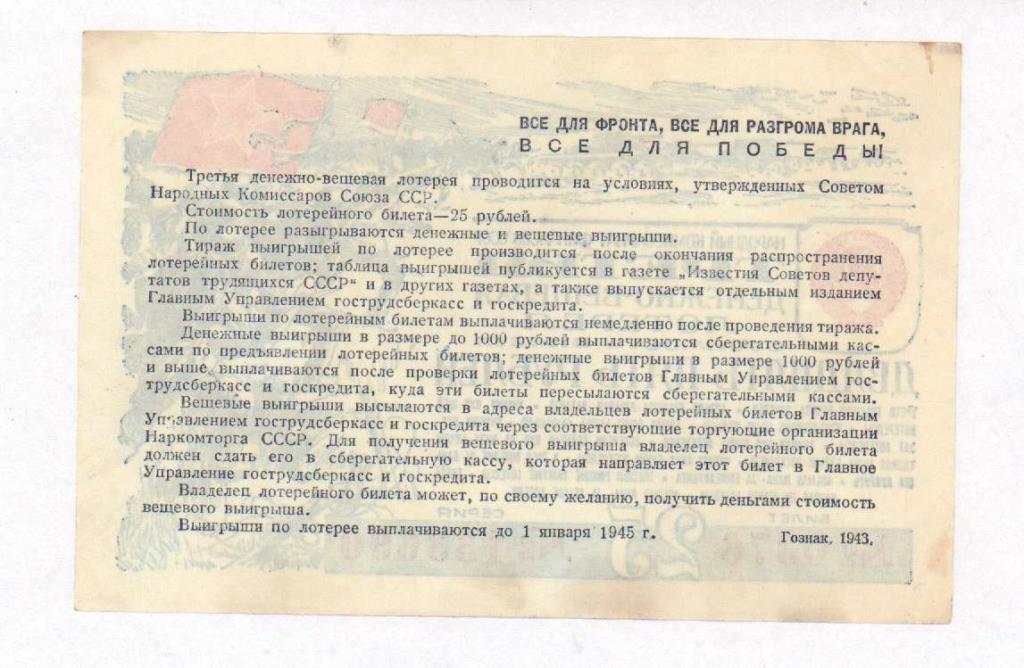 ВСЕ ДЛЯ ФРОНТА, ВСЕ ДЛЯ РАЗГРОМА ВРАГА,
ВСЕ ДЛЯ ПОБЕДЫ!
Третья денежно-вещевая лотерея проводится на условиях, утвержденных Советом
Народных Комиссаров Союза ССР.
Стоимость лотерейного билета—25 рублей.
По лотерее разыгрываются денежные и вещевые выигрыши.
Тираж выигрышей по лотерее производится после окончания распространения
лотерейных билетов; таблица выигрышей публикуется в газете „Известия Советов депу-
татов трудящихся СССР“ и в других газетах, а также выпускается отдельным изданием
Главным Управлением гострудсберкасс и госкредита.
Выигрыши по лотерейным билетам выплачиваются немедленно после проведения тиража.
Денежные выигрыши в размере до 1000 рублей выплачиваются сберегательными кас-
сами по предъявлении лотерейных билетов; денежные выигрыши в размере 1000 рублей
и выше выплачиваются после проверки лотерейных билетов Главным Управлением гос-
трудсберкасс и госкредита, куда эти билеты пересылаются сберегательными кассами.
Вещевые выигрыши высылаются в адреса владельцев лотерейных билетов Главным
Управлением гострудсберкасс и госкредита через соответствующие торгующие организации
Наркомторга СССР. Для получения вещевого выигрыша владелец лотерейного билета
должен сдать его в сберегательную кассу, которая направляет этот билет в Главное
Управление гострудсберкасс и госкредита.
Владелец лотерейного билета может, по своему желанию, получить деньгами стоимость
вещевого выигрыша.
Выигрыши по лотерее выплачиваются до 1 января 1945 г.
Гознак. 1943.